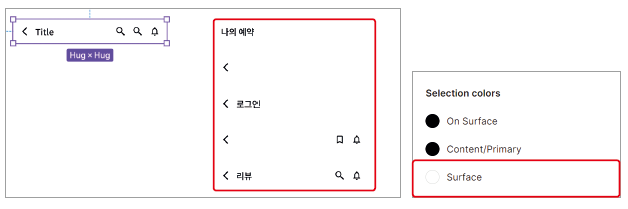 Title
Hug × Hug
나의 예약
로그인
리뷰
Selection colors
On Surface
Content/Primary
Surface